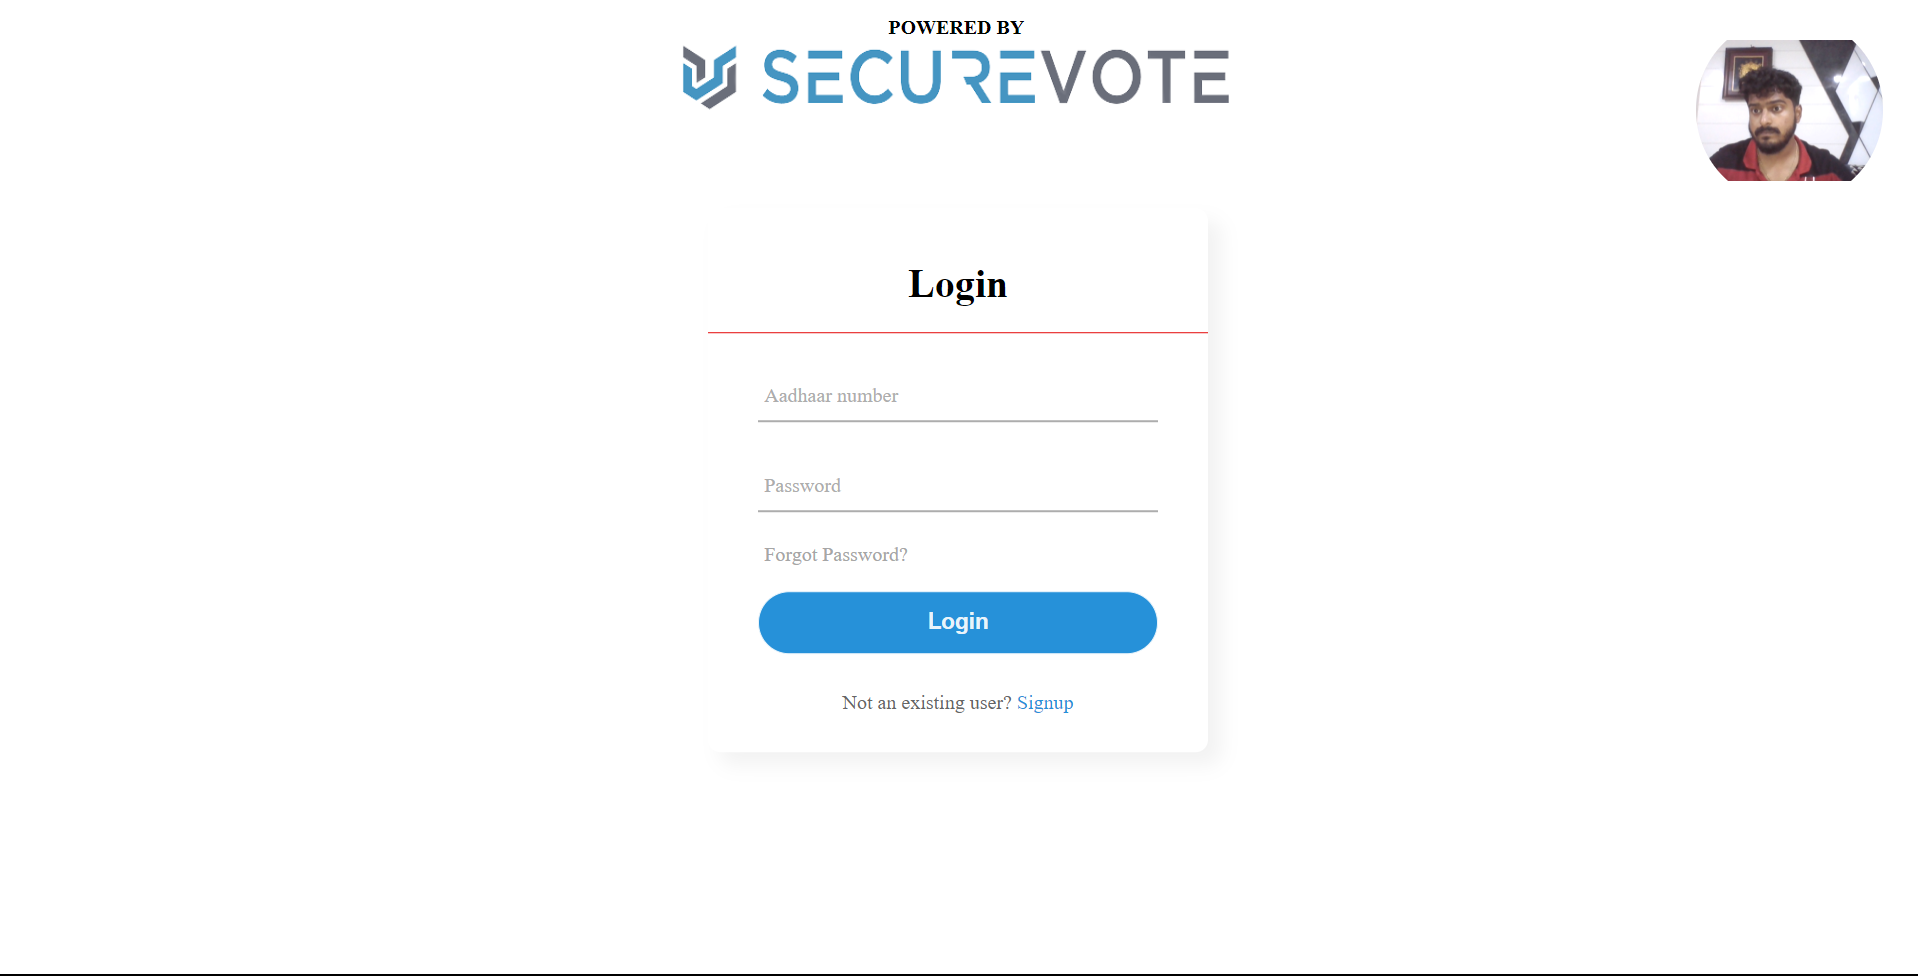 POWERED BY
SECUREVOTE
Login
Aadhaar number
Password
Forgot Password?
Login
Not an existing user? Signup